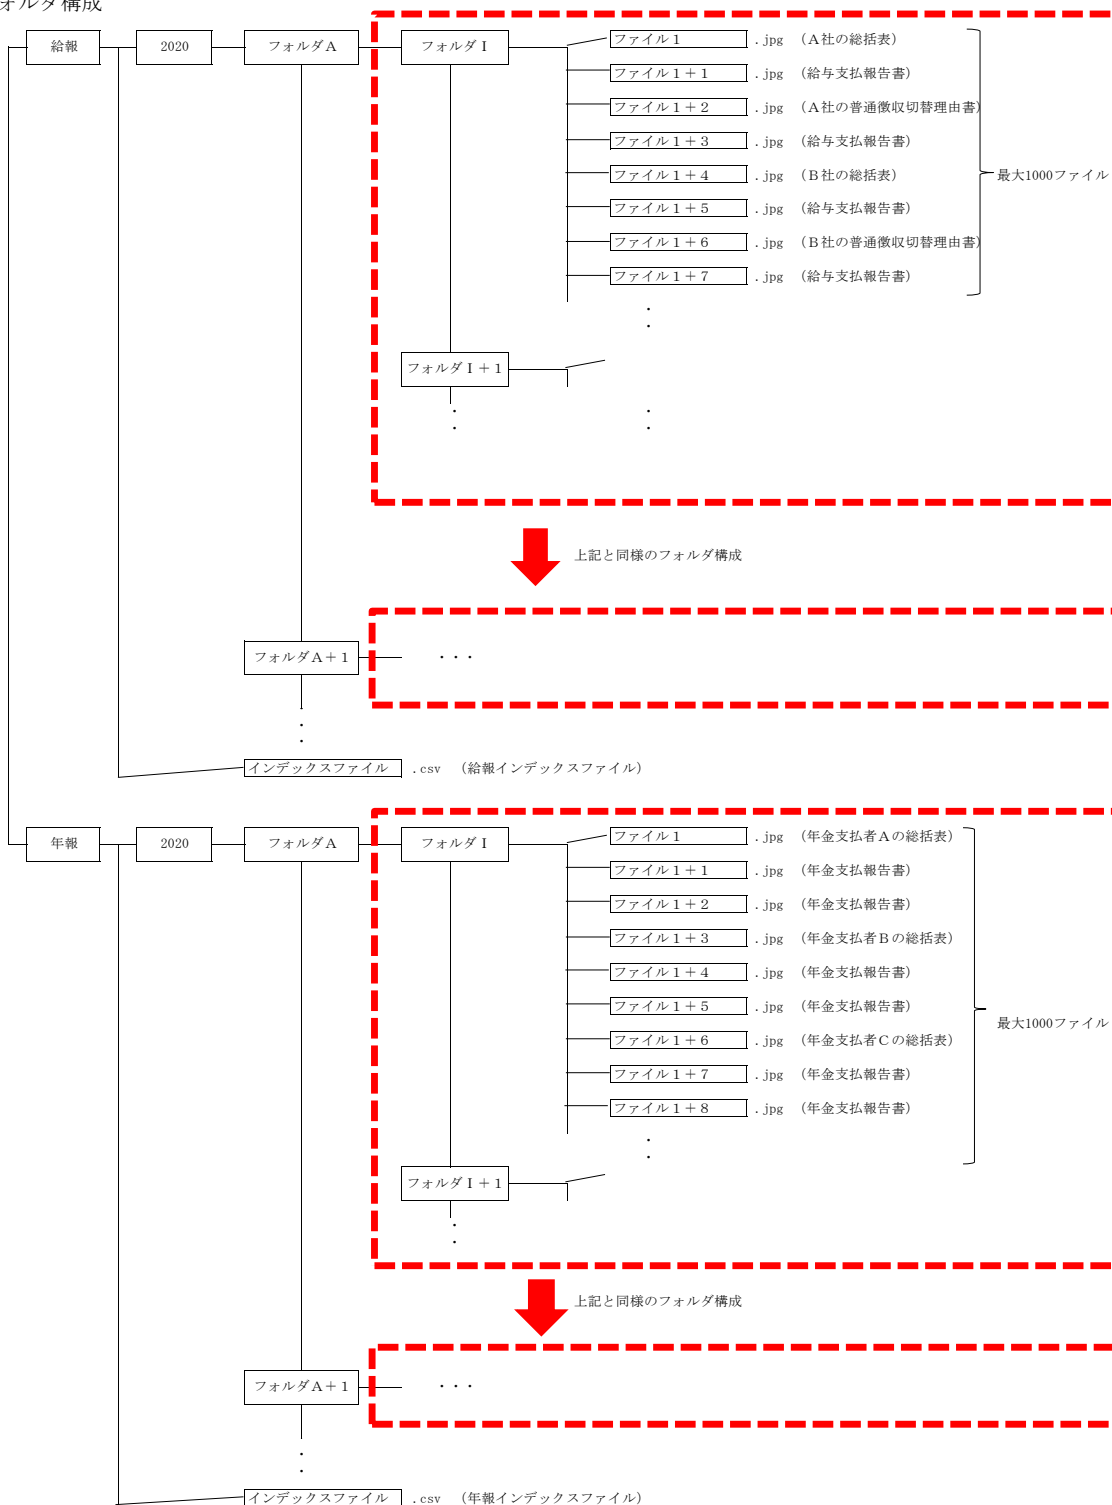 ォルダ構成
給報 2020 フォルダA フォルダI ファイル1 .jpg （A社の総括表）
ファイル1+1 .jpg （給与支払報告書）
ファイル1+2 .jpg （A社の普通徴収切替理由書）
ファイル1+3 .jpg （給与支払報告書）
ファイル1+4 .jpg （B社の総括表）
最大1000ファイル
ファイル1+5 .jpg （給与支払報告書）
ファイル1+6 .jpg （B社の普通徴収切替理由書）
ファイル1+7 .jpg （給与支払報告書）
フォルダI+1
上記と同様のフォルダ構成
フォルダA+1 ・・・
インデックスファイル .csv （給報インデックスファイル）
年報 2020 フォルダA フォルダI ファイル1 .jpg （年金支払者Aの総括表）
ファイル1+1 .jpg （年金支払報告書）
ファイル1+2 .jpg （年金支払報告書）
ファイル1+3 .jpg （年金支払者Bの総括表）
ファイル1+4 .jpg （年金支払報告書）
ファイル1+5 .jpg （年金支払報告書）
最大1000ファイル
ファイル1+6 .jpg （年金支払者Cの総括表）
ファイル1+7 .jpg （年金支払報告書）
ファイル1+8 .jpg （年金支払報告書）
フォルダI+1
上記と同様のフォルダ構成
フォルダA+1 ・・・
インデックスファイル .csv （年報インデックスファイル）